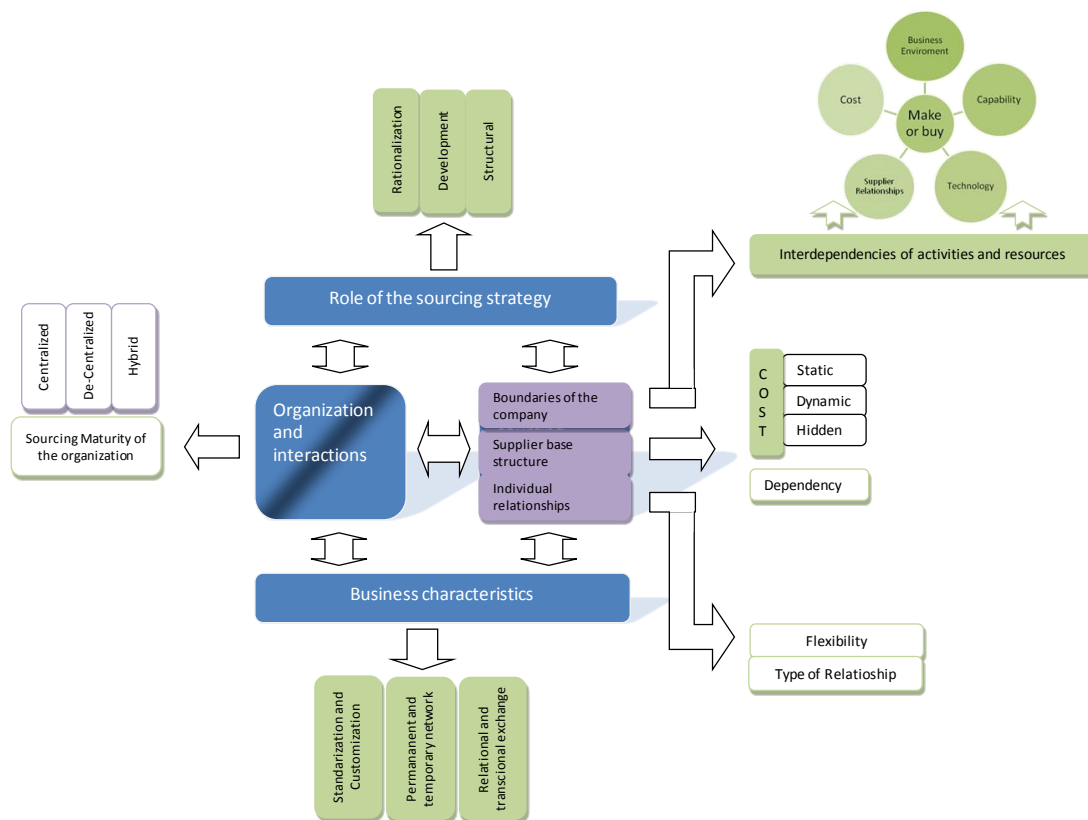 Business
Enviroment
Cost
Capability
Make
or buy
Supplier
Relationships
Technology
Interdependencies of activities and resources
Rationalization
Development
Structural
Role of the sourcing strategy
Centralized
De-Centralized
Hybrid
Sourcing Maturity of
the organization
Organization
and
interactions
Boundaries of the
company
Supplier base
structure
Individual
relationships
COST
Static
Dynamic
Hidden
Dependency
Business characteristics
Flexibility
Type of Relatioship
Standarization and
Customization
Permananent and
temporary network
Relational and
transcional exchange